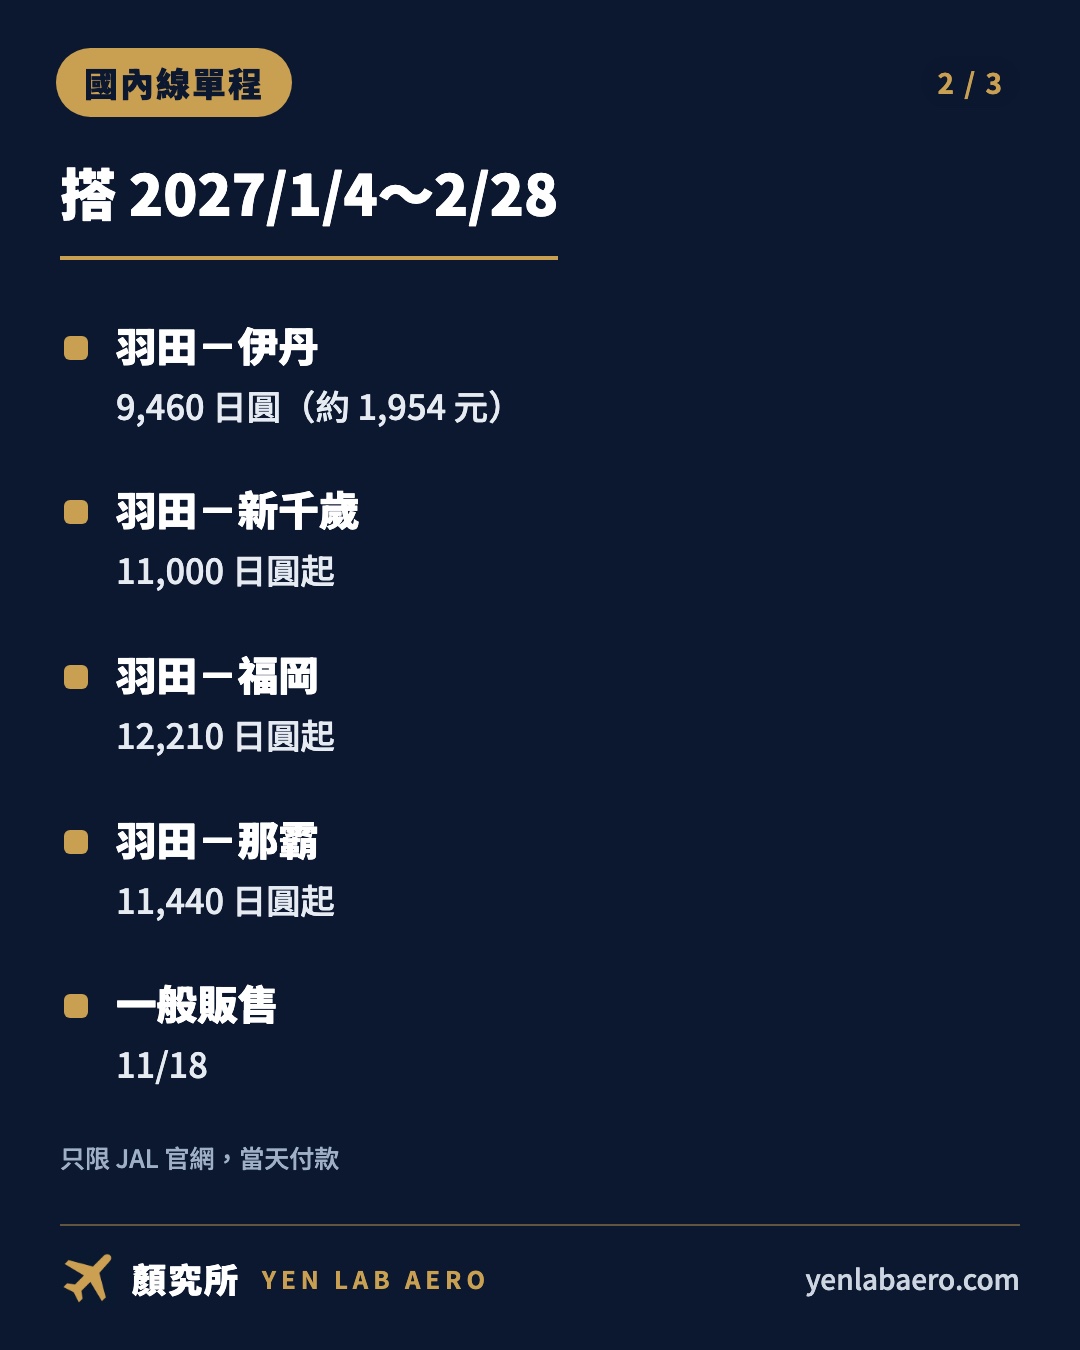 國內線單程
2 / 3
搭 2027/1/4～2/28
羽田－伊丹
9,460 日圓（約 1,954 元）
羽田－新千歲
11,000 日圓起
羽田－福岡
12,210 日圓起
羽田－那霸
11,440 日圓起
一般販售
11/18
只限 JAL 官網，當天付款
顏究所 YEN LAB AERO
yenlabaero.com